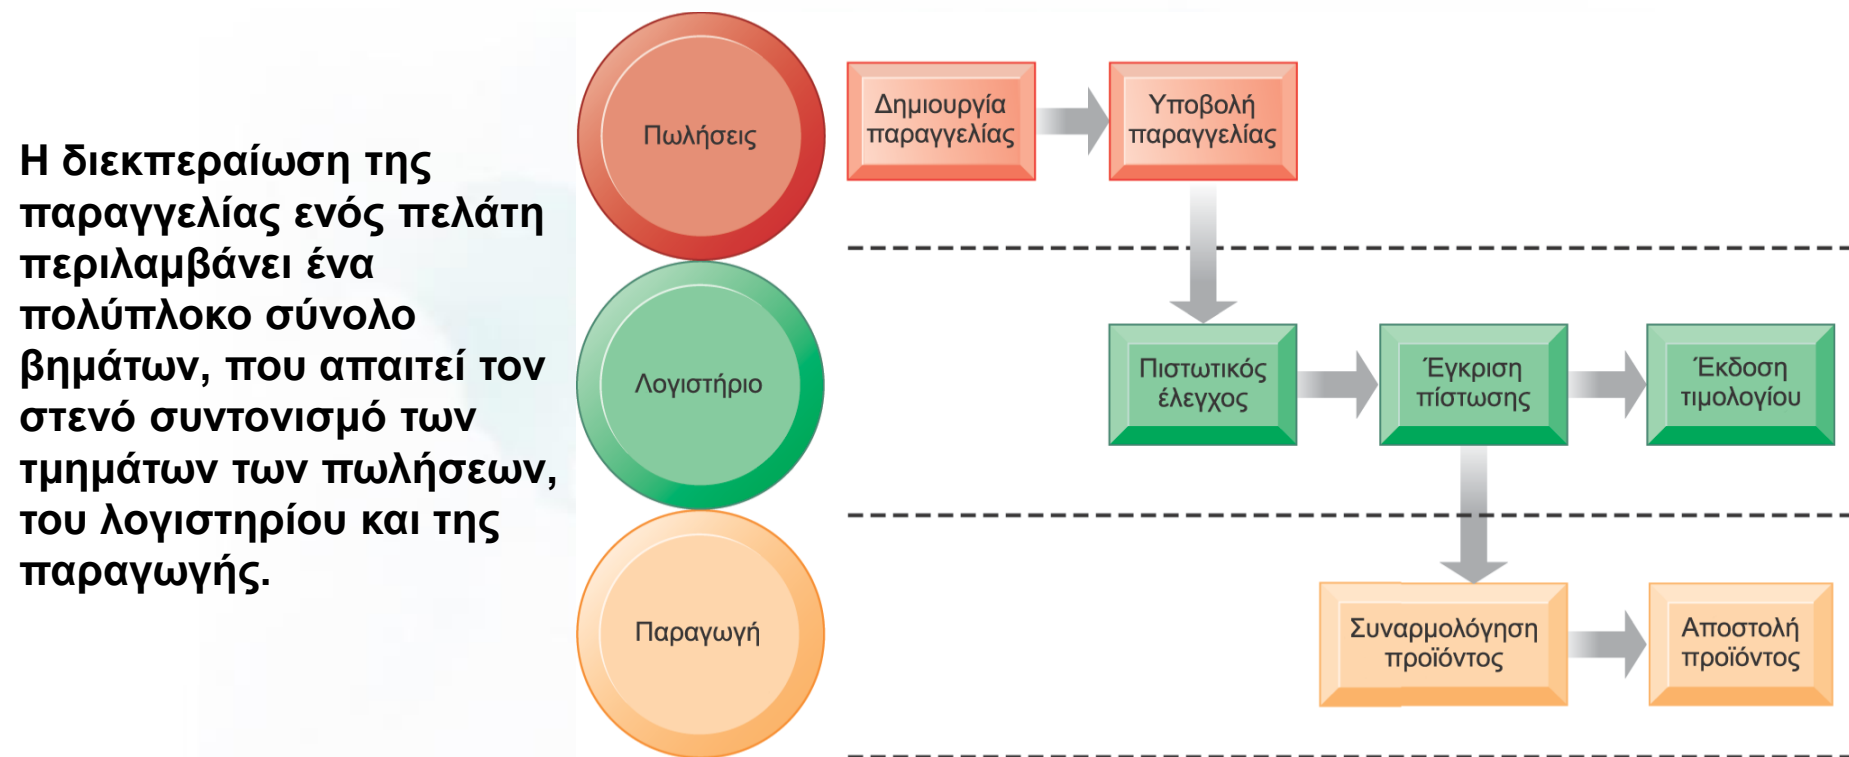 Η διεκπεραίωση της
παραγγελίας ενός πελάτη
περιλαμβάνει ένα
πολύπλοκο σύνολο
βημάτων, που απαιτεί τον
στενό συντονισμό των
τμημάτων των πωλήσεων,
του λογιστηρίου και της
παραγωγής.
Πωλήσεις
Δημιουργία
παραγγελίας
Υποβολή
παραγγελίας
Λογιστήριο
Πιστωτικός
έλεγχος
Έγκριση
πίστωσης
Έκδοση
τιμολογίου
Παραγωγή
Συναρμολόγηση
προϊόντος
Αποστολή
προϊόντος